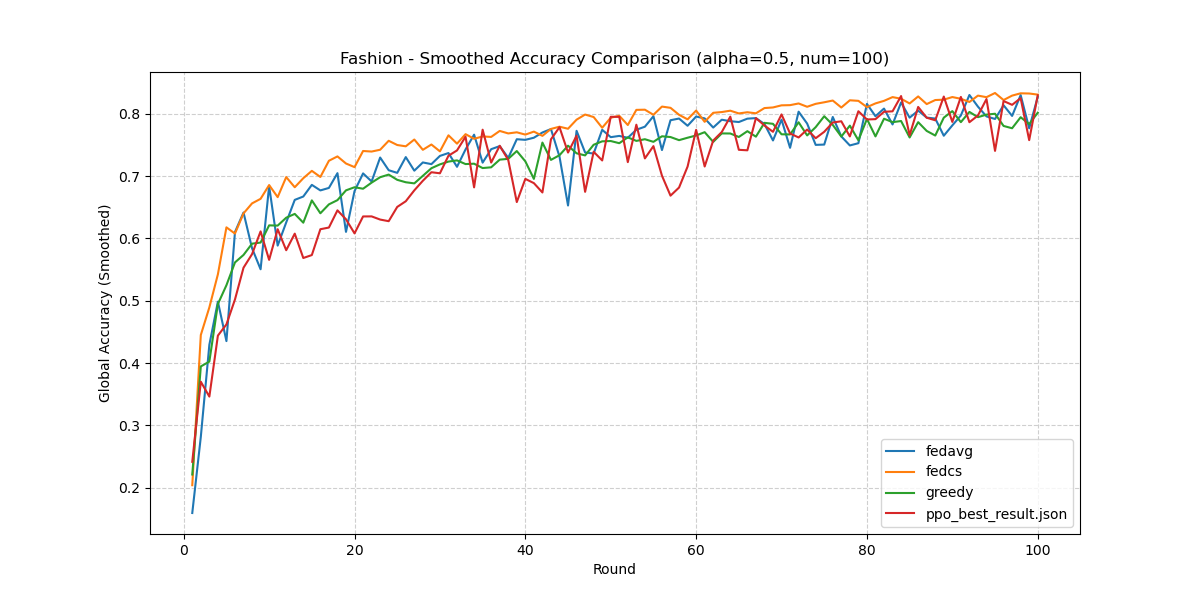 Fashion - Smoothed Accuracy Comparison (alpha=0.5, num=100)
Global Accuracy (Smoothed)
0.8
0.7
0.6
0.5
0.4
0.3
0.2
fedavg
fedcs
greedy
ppo_best_result.json
0 20 40 60 80 100
Round